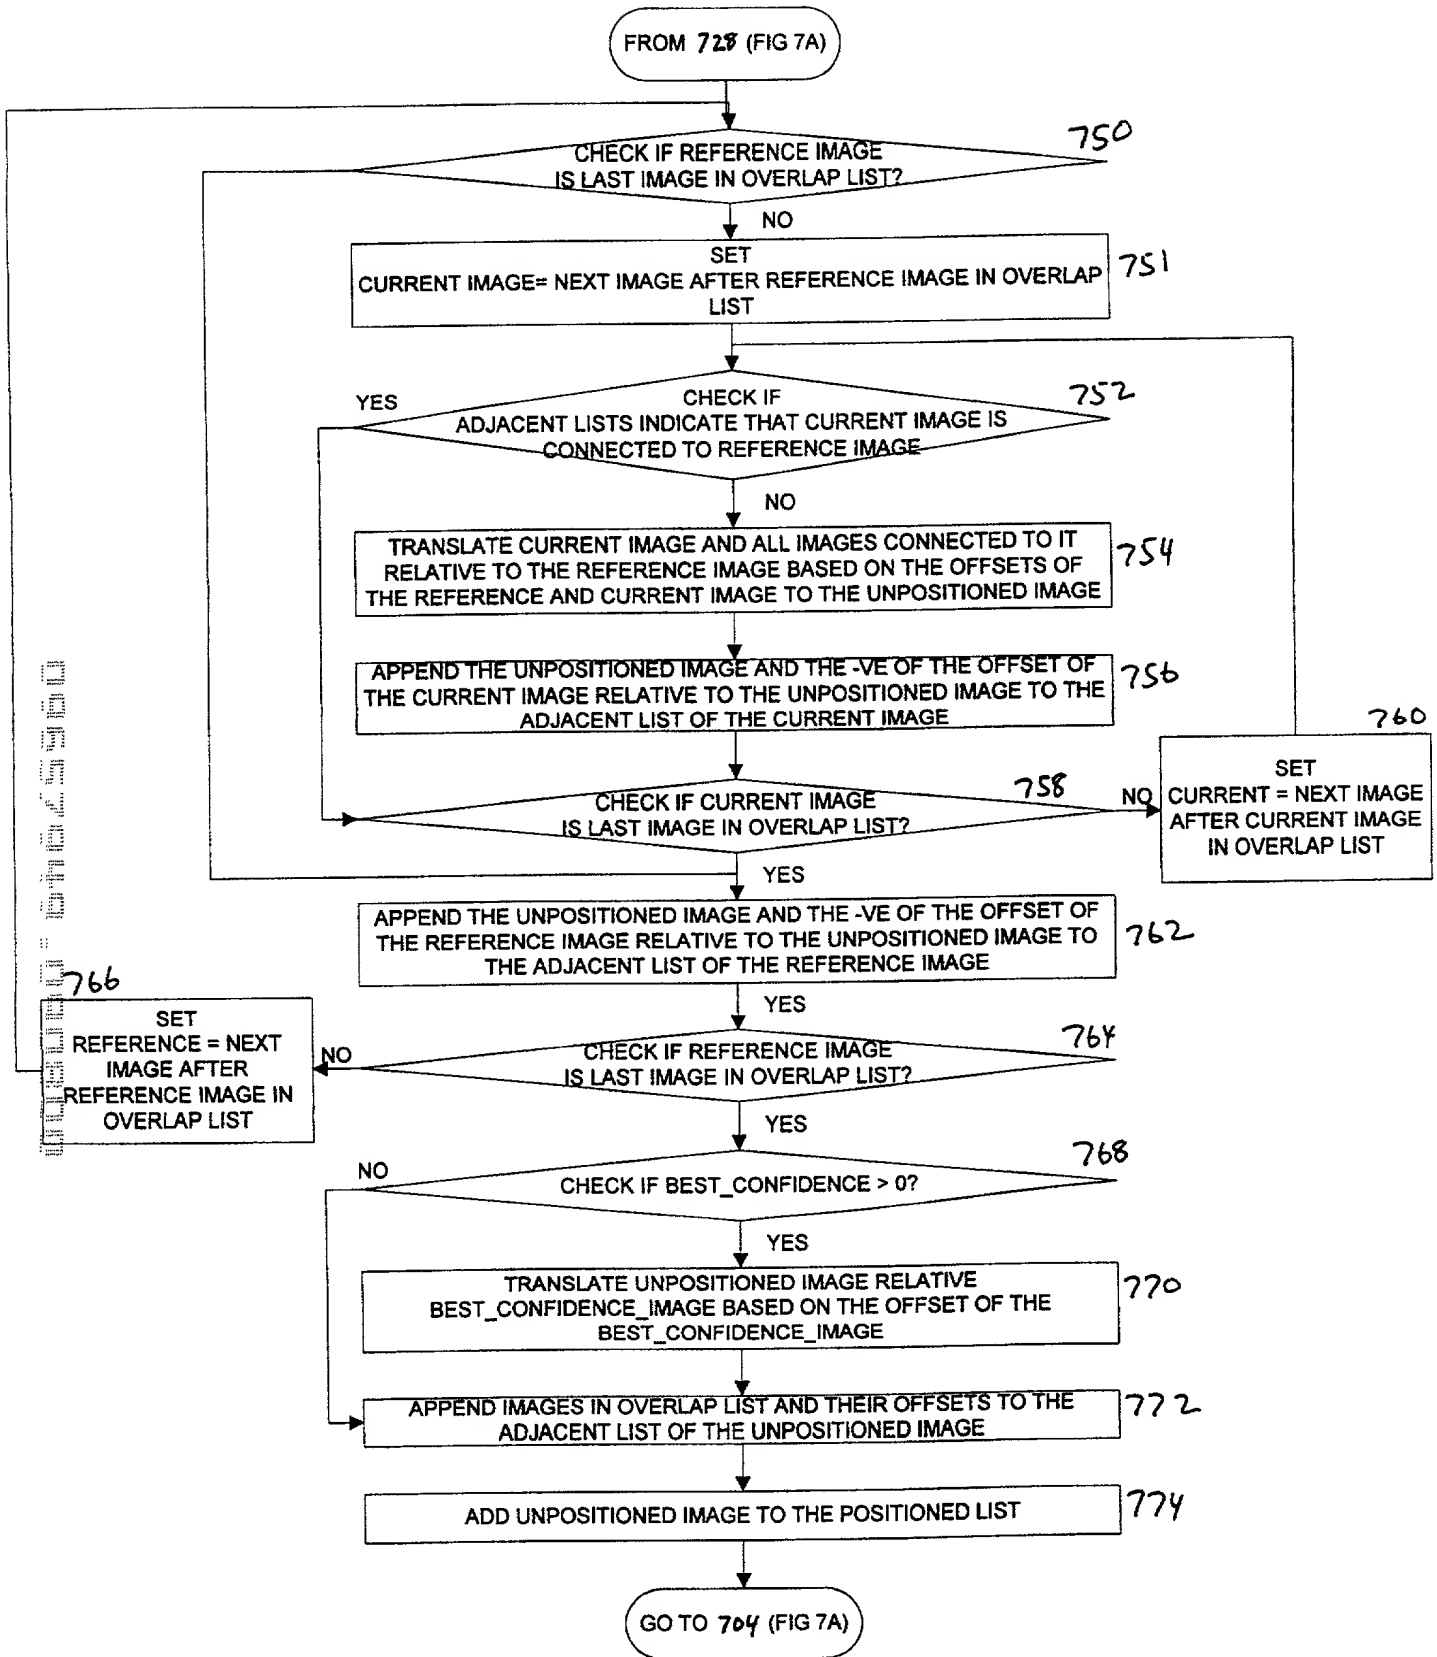 FROM 728 (FIG 7A)
750
CHECK IF REFERENCE IMAGE
IS LAST IMAGE IN OVERLAP LIST?
NO
751
SET
CURRENT IMAGE= NEXT IMAGE AFTER REFERENCE IMAGE IN OVERLAP
LIST
YES
752
CHECK IF
ADJACENT LISTS INDICATE THAT CURRENT IMAGE IS
CONNECTED TO REFERENCE IMAGE
NO
754
TRANSLATE CURRENT IMAGE AND ALL IMAGES CONNECTED TO IT
RELATIVE TO THE REFERENCE IMAGE BASED ON THE OFFSETS OF
THE REFERENCE AND CURRENT IMAGE TO THE UNPOSITIONED IMAGE
756
APPEND THE UNPOSITIONED IMAGE AND THE -VE OF THE OFFSET OF
THE CURRENT IMAGE RELATIVE TO THE UNPOSITIONED IMAGE TO THE
ADJACENT LIST OF THE CURRENT IMAGE
758
CHECK IF CURRENT IMAGE
IS LAST IMAGE IN OVERLAP LIST?
NO
760
SET
CURRENT = NEXT IMAGE
AFTER CURRENT IMAGE
IN OVERLAP LIST
YES
762
APPEND THE UNPOSITIONED IMAGE AND THE -VE OF THE OFFSET OF
THE REFERENCE IMAGE RELATIVE TO THE UNPOSITIONED IMAGE TO
THE ADJACENT LIST OF THE REFERENCE IMAGE
YES
764
CHECK IF REFERENCE IMAGE
IS LAST IMAGE IN OVERLAP LIST?
NO
766
SET
REFERENCE = NEXT
IMAGE AFTER
REFERENCE IMAGE IN
OVERLAP LIST
YES
768
NO
CHECK IF BEST_CONFIDENCE > 0?
YES
770
TRANSLATE UNPOSITIONED IMAGE RELATIVE
BEST_CONFIDENCE_IMAGE BASED ON THE OFFSET OF THE
BEST_CONFIDENCE_IMAGE
772
APPEND IMAGES IN OVERLAP LIST AND THEIR OFFSETS TO THE
ADJACENT LIST OF THE UNPOSITIONED IMAGE
774
ADD UNPOSITIONED IMAGE TO THE POSITIONED LIST
GO TO 704 (FIG 7A)